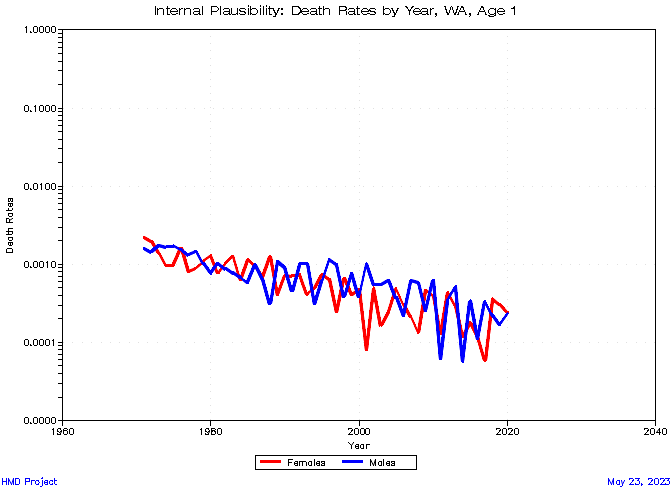 Internal Plausibility: Death Rates by Year, WA, Age 1
1.0000
0.1000
0.0100
0.0010
0.0001
0.0000
Death Rates
1960
1980
2000
2020
2040
Year
Females
Males
HMD Project
May 23, 2023